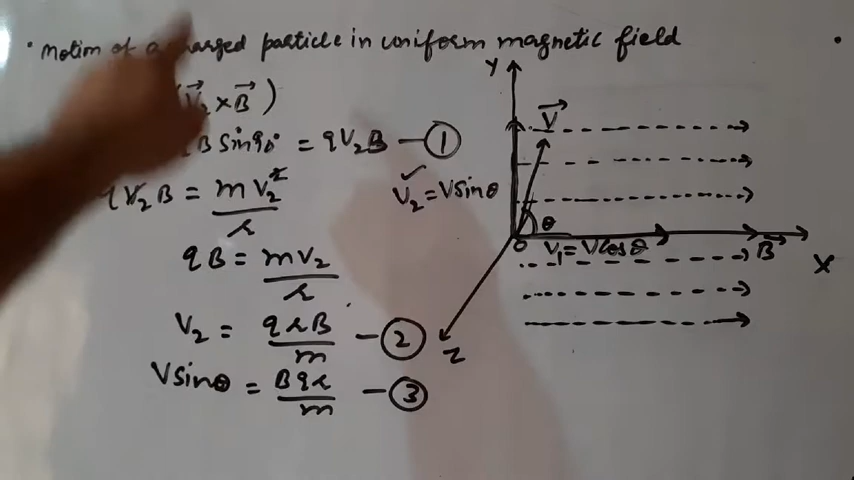 • Motion of a charged particle in uniform magnetic field
(V⃗₂ × B⃗)
B sin90° = qV₂B — ①
qV₂B = mV₂²/r
V₂ = Vsinθ
qB = mV₂/r
V₂ = qrB/m — ②
Vsinθ = Bqr/m — ③
Y
V⃗
θ
O
V₁ = Vcosθ
B⃗
X
Z